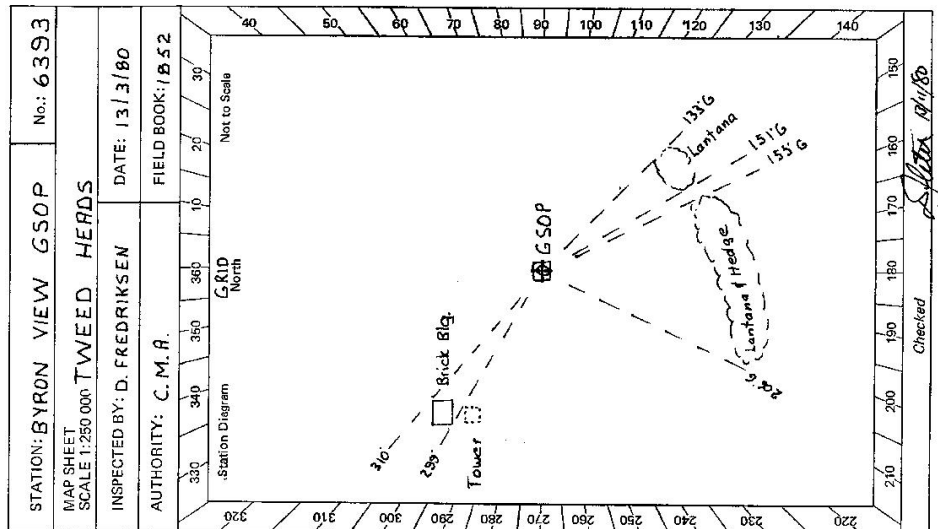 STATION: BYRON VIEW GSOP
No.: 6393
MAP SHEET
SCALE 1:250 000 TWEED HEADS
INSPECTED BY: D. FREDRIKSEN
DATE: 13/3/80
AUTHORITY: C.M.A.
FIELD BOOK: 1852
330 340 350 360 10 20 30
Station Diagram
GRID
North
Not to Scale
40
50
60
70
80
90
100
110
120
130
140
320
310
300
290
280
270
260
250
240
230
220
310°
299°
Brick Blg.
Tower
GSOP
133°G
Lantana
151°G
155°G
Lantana & Hedge
210 200 190 180 170 160 150
Checked